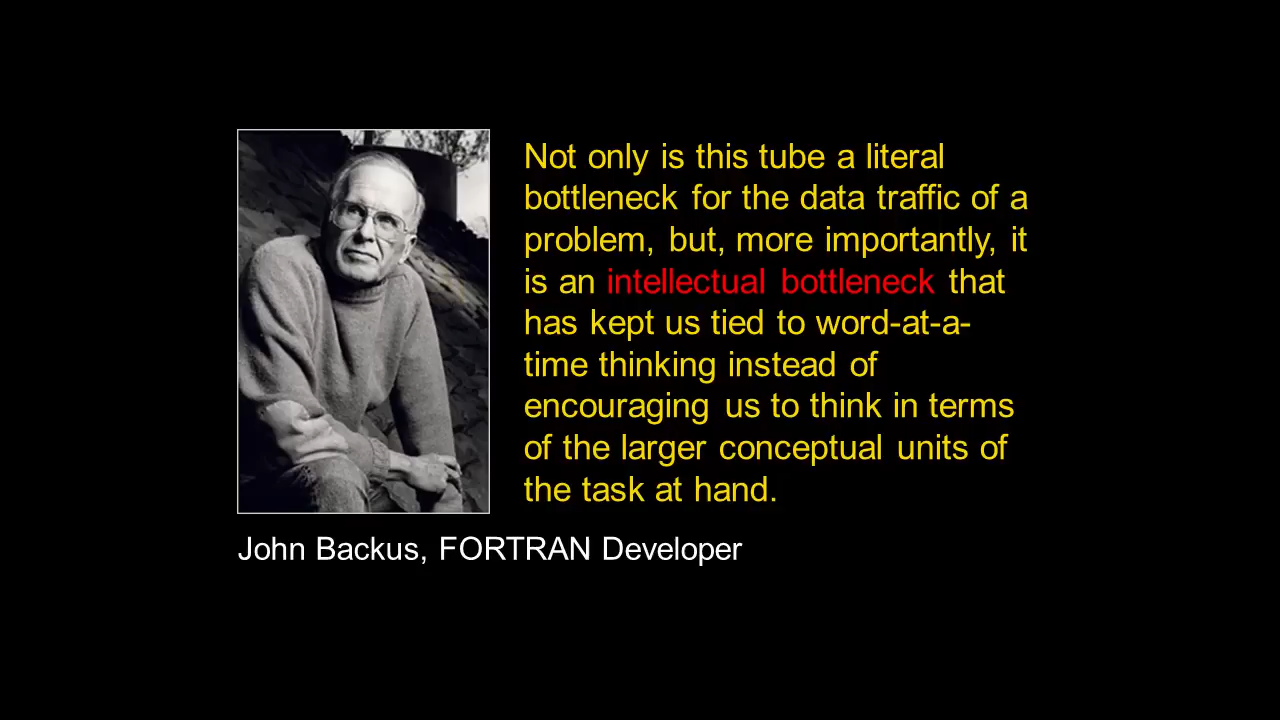 Not only is this tube a literal
bottleneck for the data traffic of a
problem, but, more importantly, it
is an intellectual bottleneck that
has kept us tied to word-at-a-
time thinking instead of
encouraging us to think in terms
of the larger conceptual units of
the task at hand.
John Backus, FORTRAN Developer